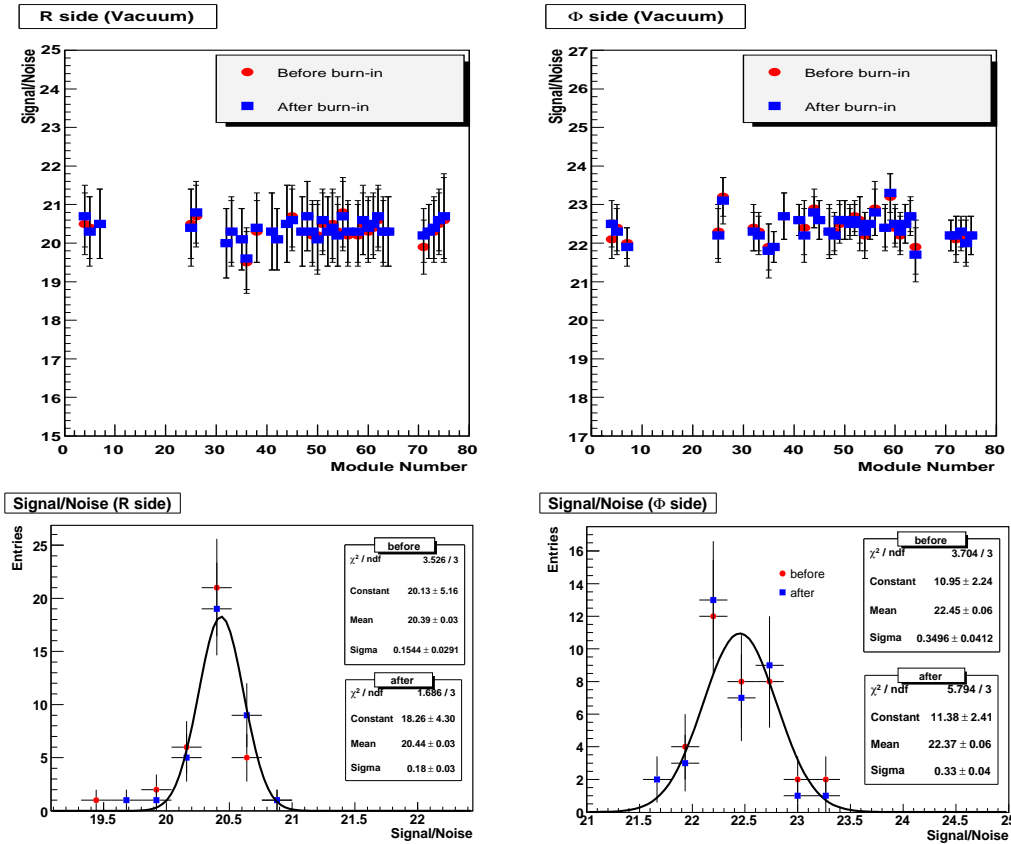 R side (Vacuum)
Signal/Noise
25
24
23
22
21
20
19
18
17
16
15
Before burn-in
After burn-in
0 10 20 30 40 50 60 70 80
Module Number
Φ side (Vacuum)
Signal/Noise
27
26
25
24
23
22
21
20
19
18
17
Before burn-in
After burn-in
0 10 20 30 40 50 60 70 80
Module Number
Signal/Noise (R side)
Entries
25
20
15
10
5
0
before
χ² / ndf 3.526 / 3
Constant 20.13 ± 5.16
Mean 20.39 ± 0.03
Sigma 0.1544 ± 0.0291
after
χ² / ndf 1.686 / 3
Constant 18.26 ± 4.30
Mean 20.44 ± 0.03
Sigma 0.18 ± 0.03
19.5 20 20.5 21 21.5 22
Signal/Noise
Signal/Noise (Φ side)
Entries
16
14
12
10
8
6
4
2
0
before
after
before
χ² / ndf 3.704 / 3
Constant 10.95 ± 2.24
Mean 22.45 ± 0.06
Sigma 0.3496 ± 0.0412
after
χ² / ndf 5.794 / 3
Constant 11.38 ± 2.41
Mean 22.37 ± 0.06
Sigma 0.33 ± 0.04
21 21.5 22 22.5 23 23.5 24 24.5 25
Signal/Noise